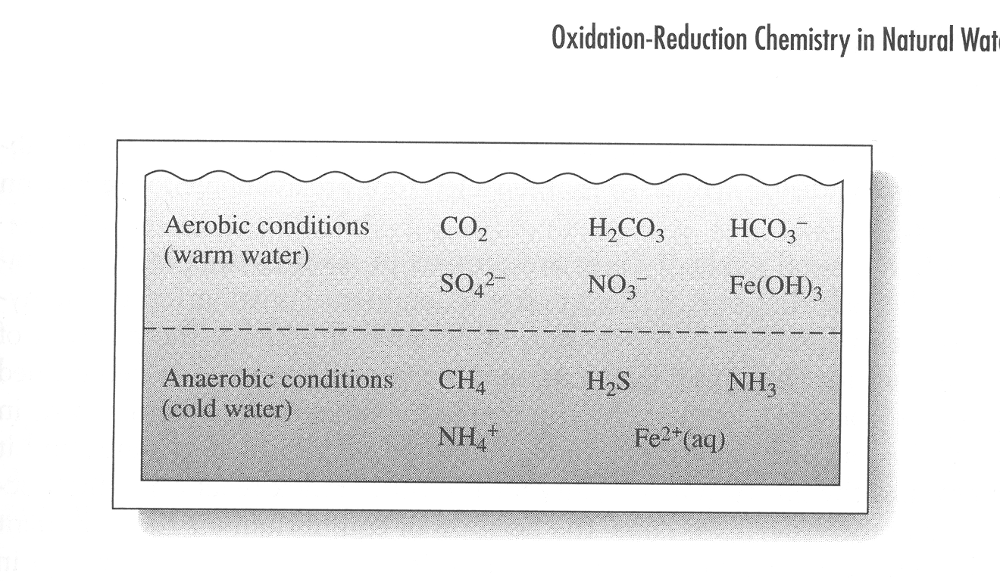 Oxidation-Reduction Chemistry in Natural
Aerobic conditions CO₂ H₂CO₃ HCO₃⁻
(warm water)
SO₄²⁻ NO₃⁻ Fe(OH)₃
Anaerobic conditions CH₄ H₂S NH₃
(cold water)
NH₄⁺ Fe²⁺(aq)